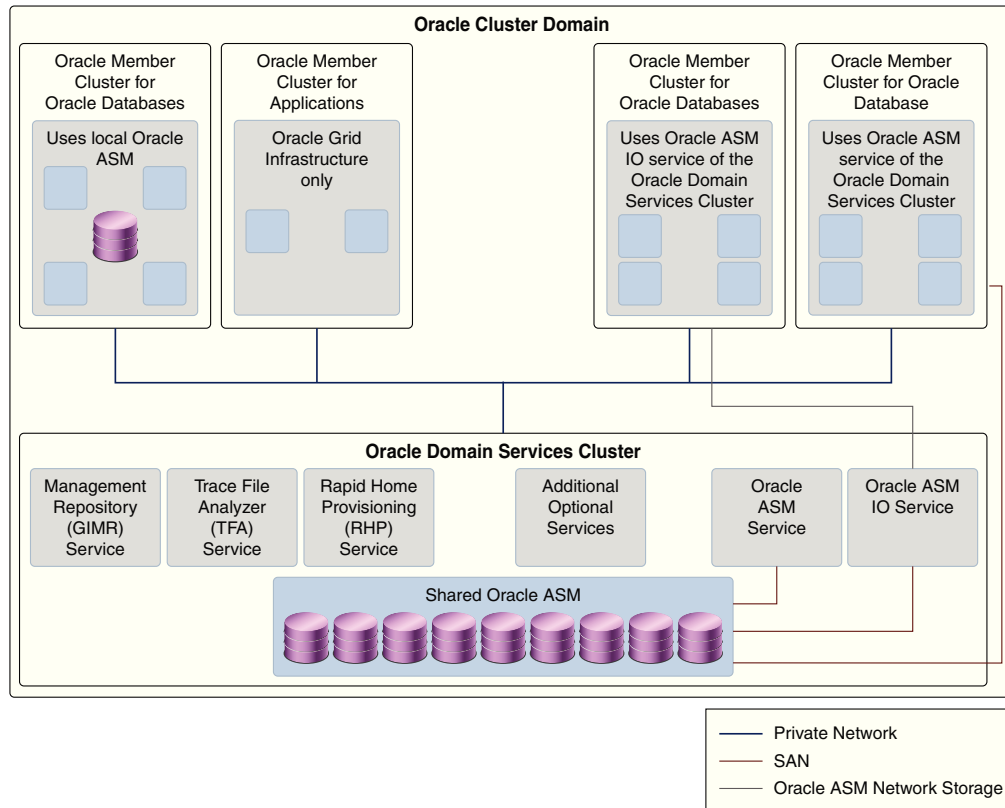 Oracle Cluster Domain
Oracle Member
Cluster for
Oracle Databases
Uses local Oracle
ASM
Oracle Member
Cluster for
Applications
Oracle Grid
Infrastructure
only
Oracle Member
Cluster for
Oracle Databases
Uses Oracle ASM
IO service of the
Oracle Domain
Services Cluster
Oracle Member
Cluster for Oracle
Database
Uses Oracle ASM
service of the
Oracle Domain
Services Cluster
Oracle Domain Services Cluster
Management
Repository
(GIMR)
Service
Trace File
Analyzer
(TFA)
Service
Rapid Home
Provisioning
(RHP)
Service
Additional
Optional
Services
Oracle
ASM
Service
Oracle ASM
IO Service
Shared Oracle ASM
Private Network
SAN
Oracle ASM Network Storage